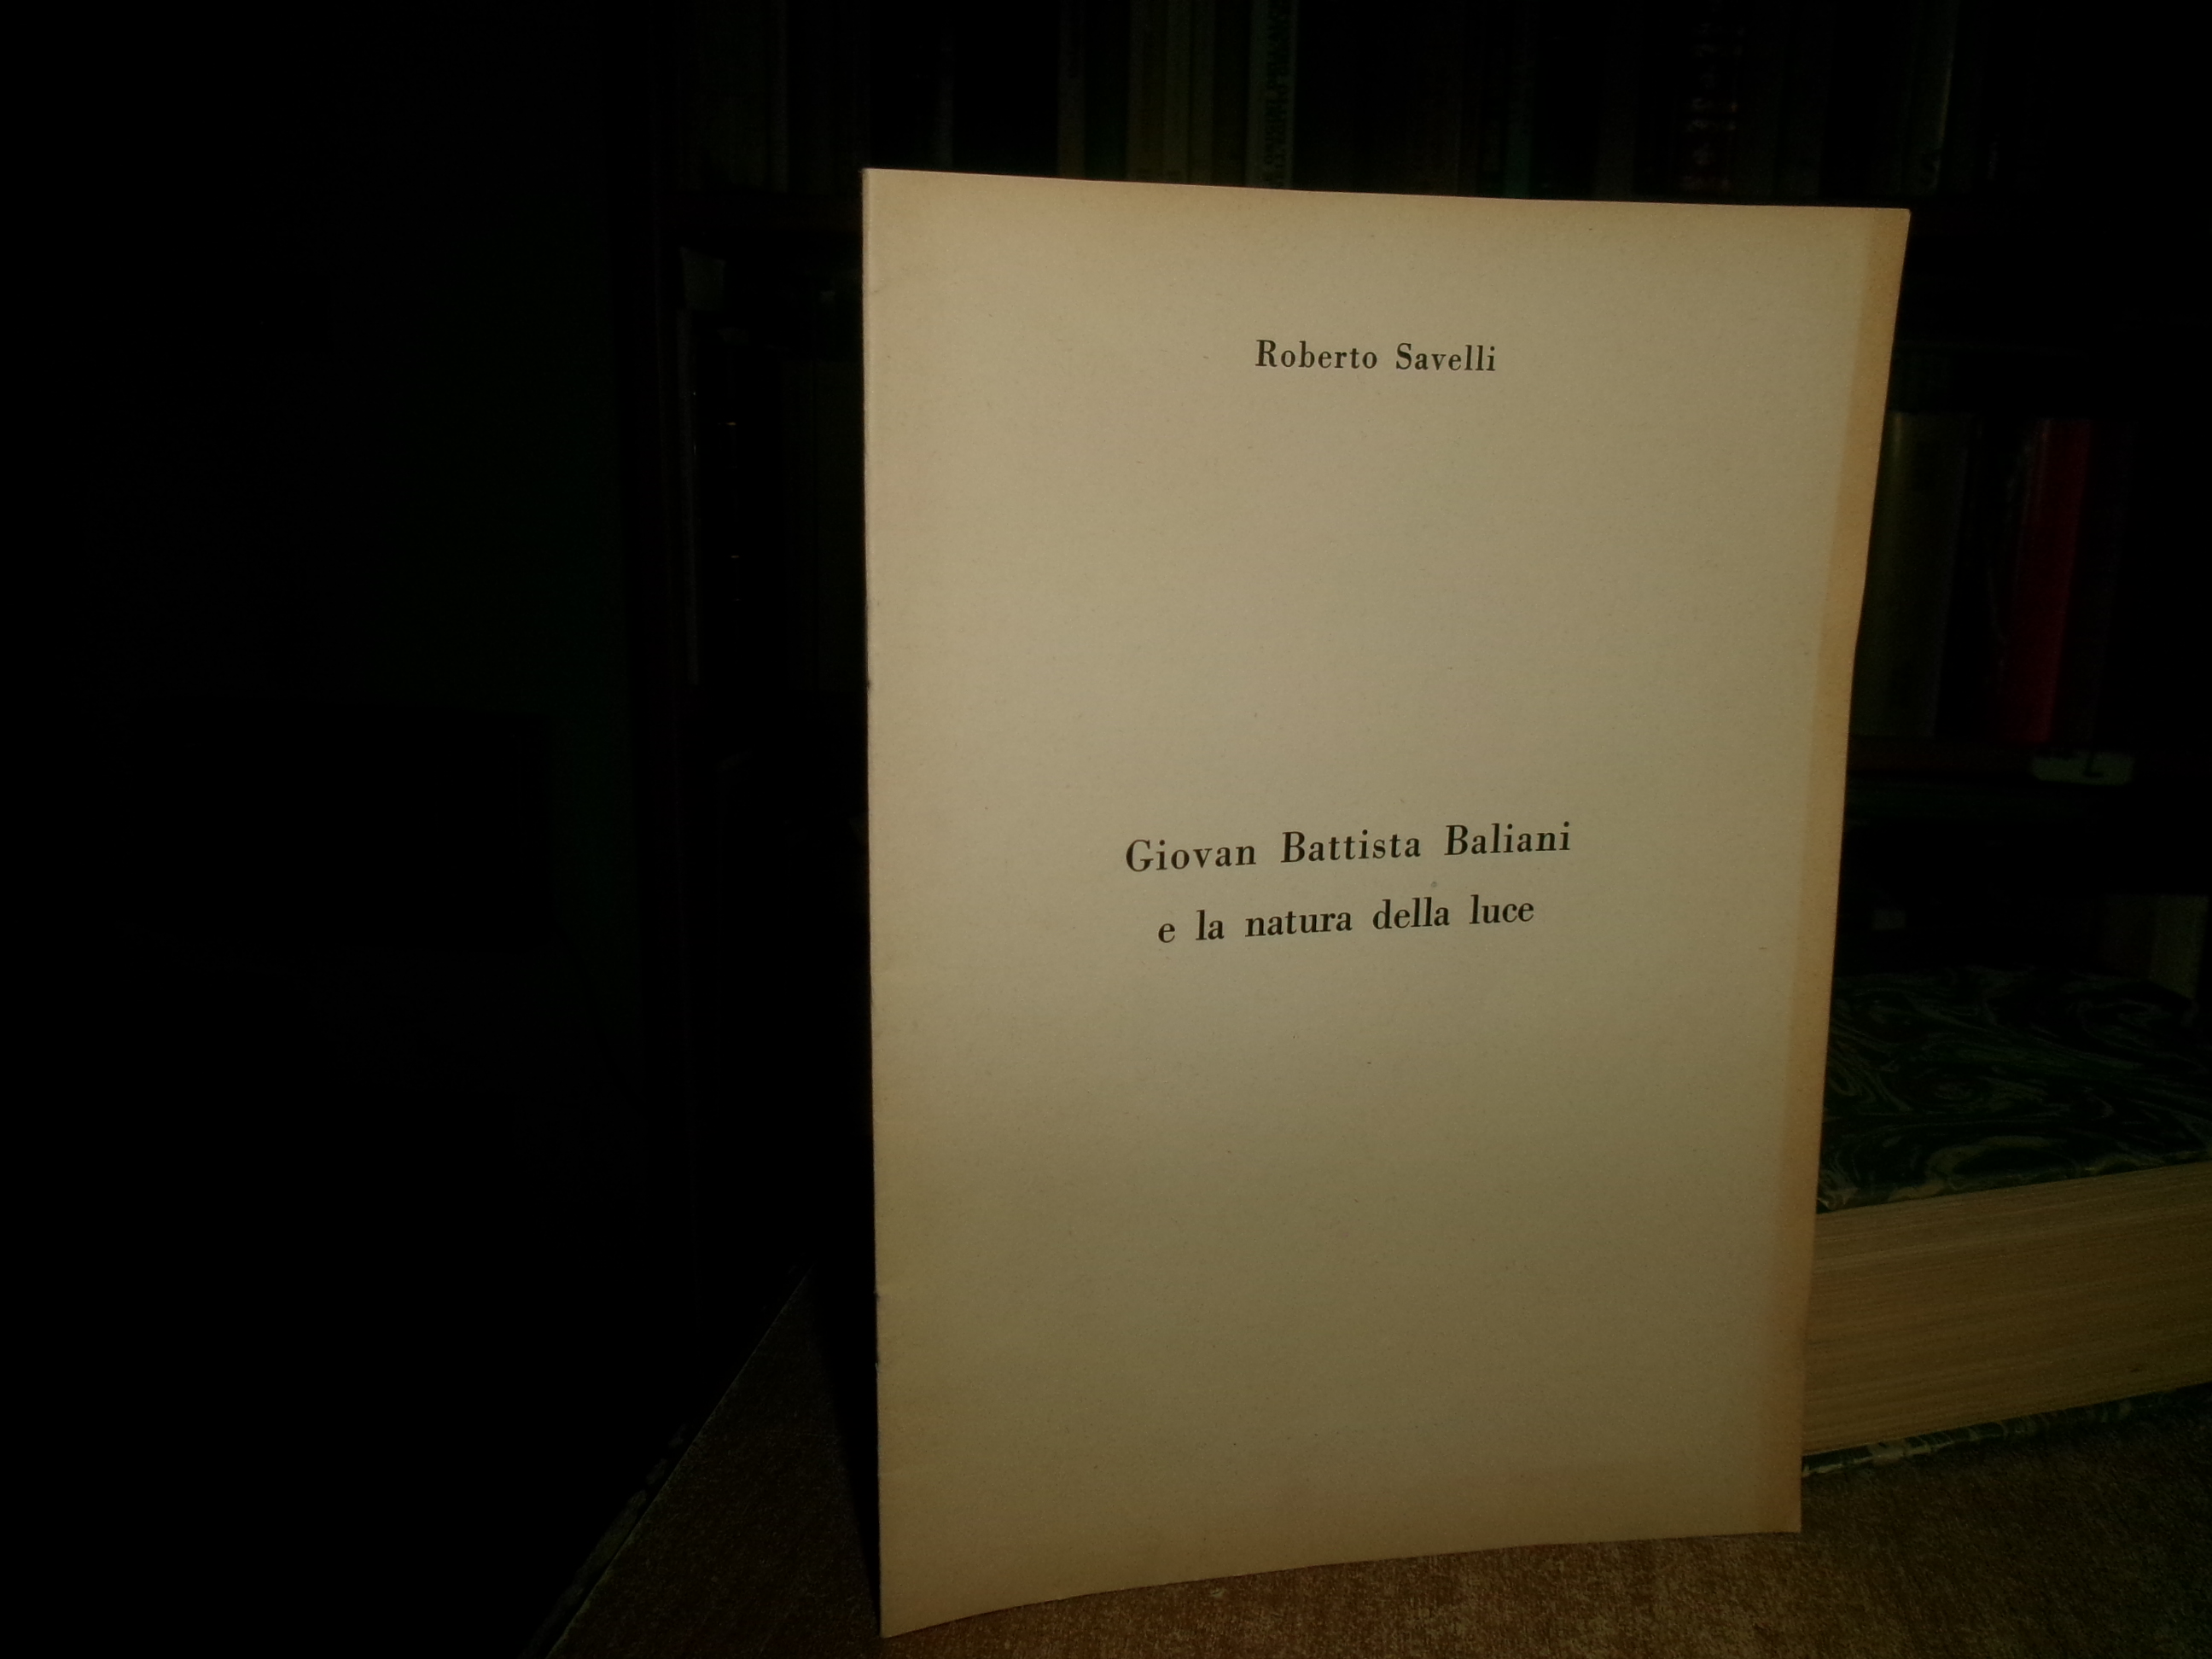 Roberto Savelli
Giovan Battista Baliani
e la natura della luce